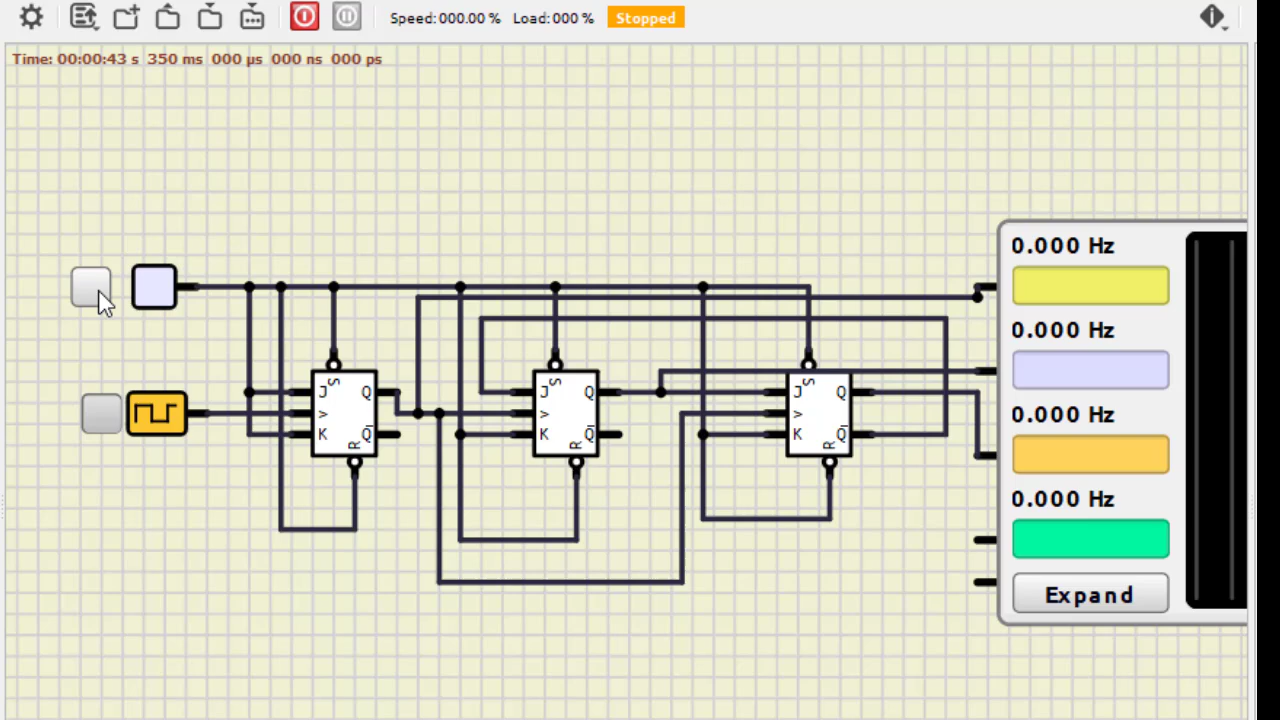 Speed: 000.00 % Load: 000 % Stopped
Time: 00:00:43 s 350 ms 000 µs 000 ns 000 ps
0.000 Hz
0.000 Hz
0.000 Hz
0.000 Hz
Expand
S
J Q
>
K Q̅
R
S
J Q
>
K Q̅
R
S
J Q
>
K Q̅
R